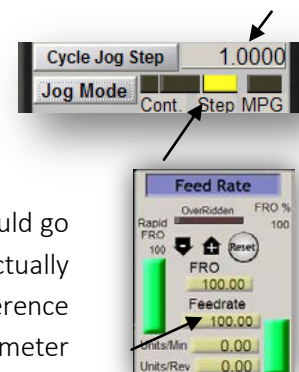 Cycle Jog Step 1.0000
Jog Mode
Cont. Step MPG
Feed Rate
OverRidden FRO %
Rapid FRO 100
100 Reset
FRO
100.00
Feedrate
100.00
Units/Min 0.00
Units/Rev 0.00
uld go
ctually
erence
meter